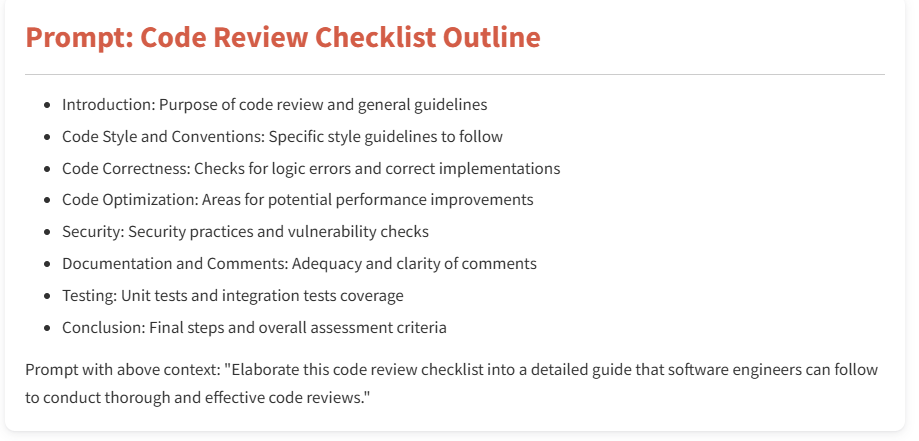 Prompt: Code Review Checklist Outline
• Introduction: Purpose of code review and general guidelines
• Code Style and Conventions: Specific style guidelines to follow
• Code Correctness: Checks for logic errors and correct implementations
• Code Optimization: Areas for potential performance improvements
• Security: Security practices and vulnerability checks
• Documentation and Comments: Adequacy and clarity of comments
• Testing: Unit tests and integration tests coverage
• Conclusion: Final steps and overall assessment criteria
Prompt with above context: "Elaborate this code review checklist into a detailed guide that software engineers can follow
to conduct thorough and effective code reviews."